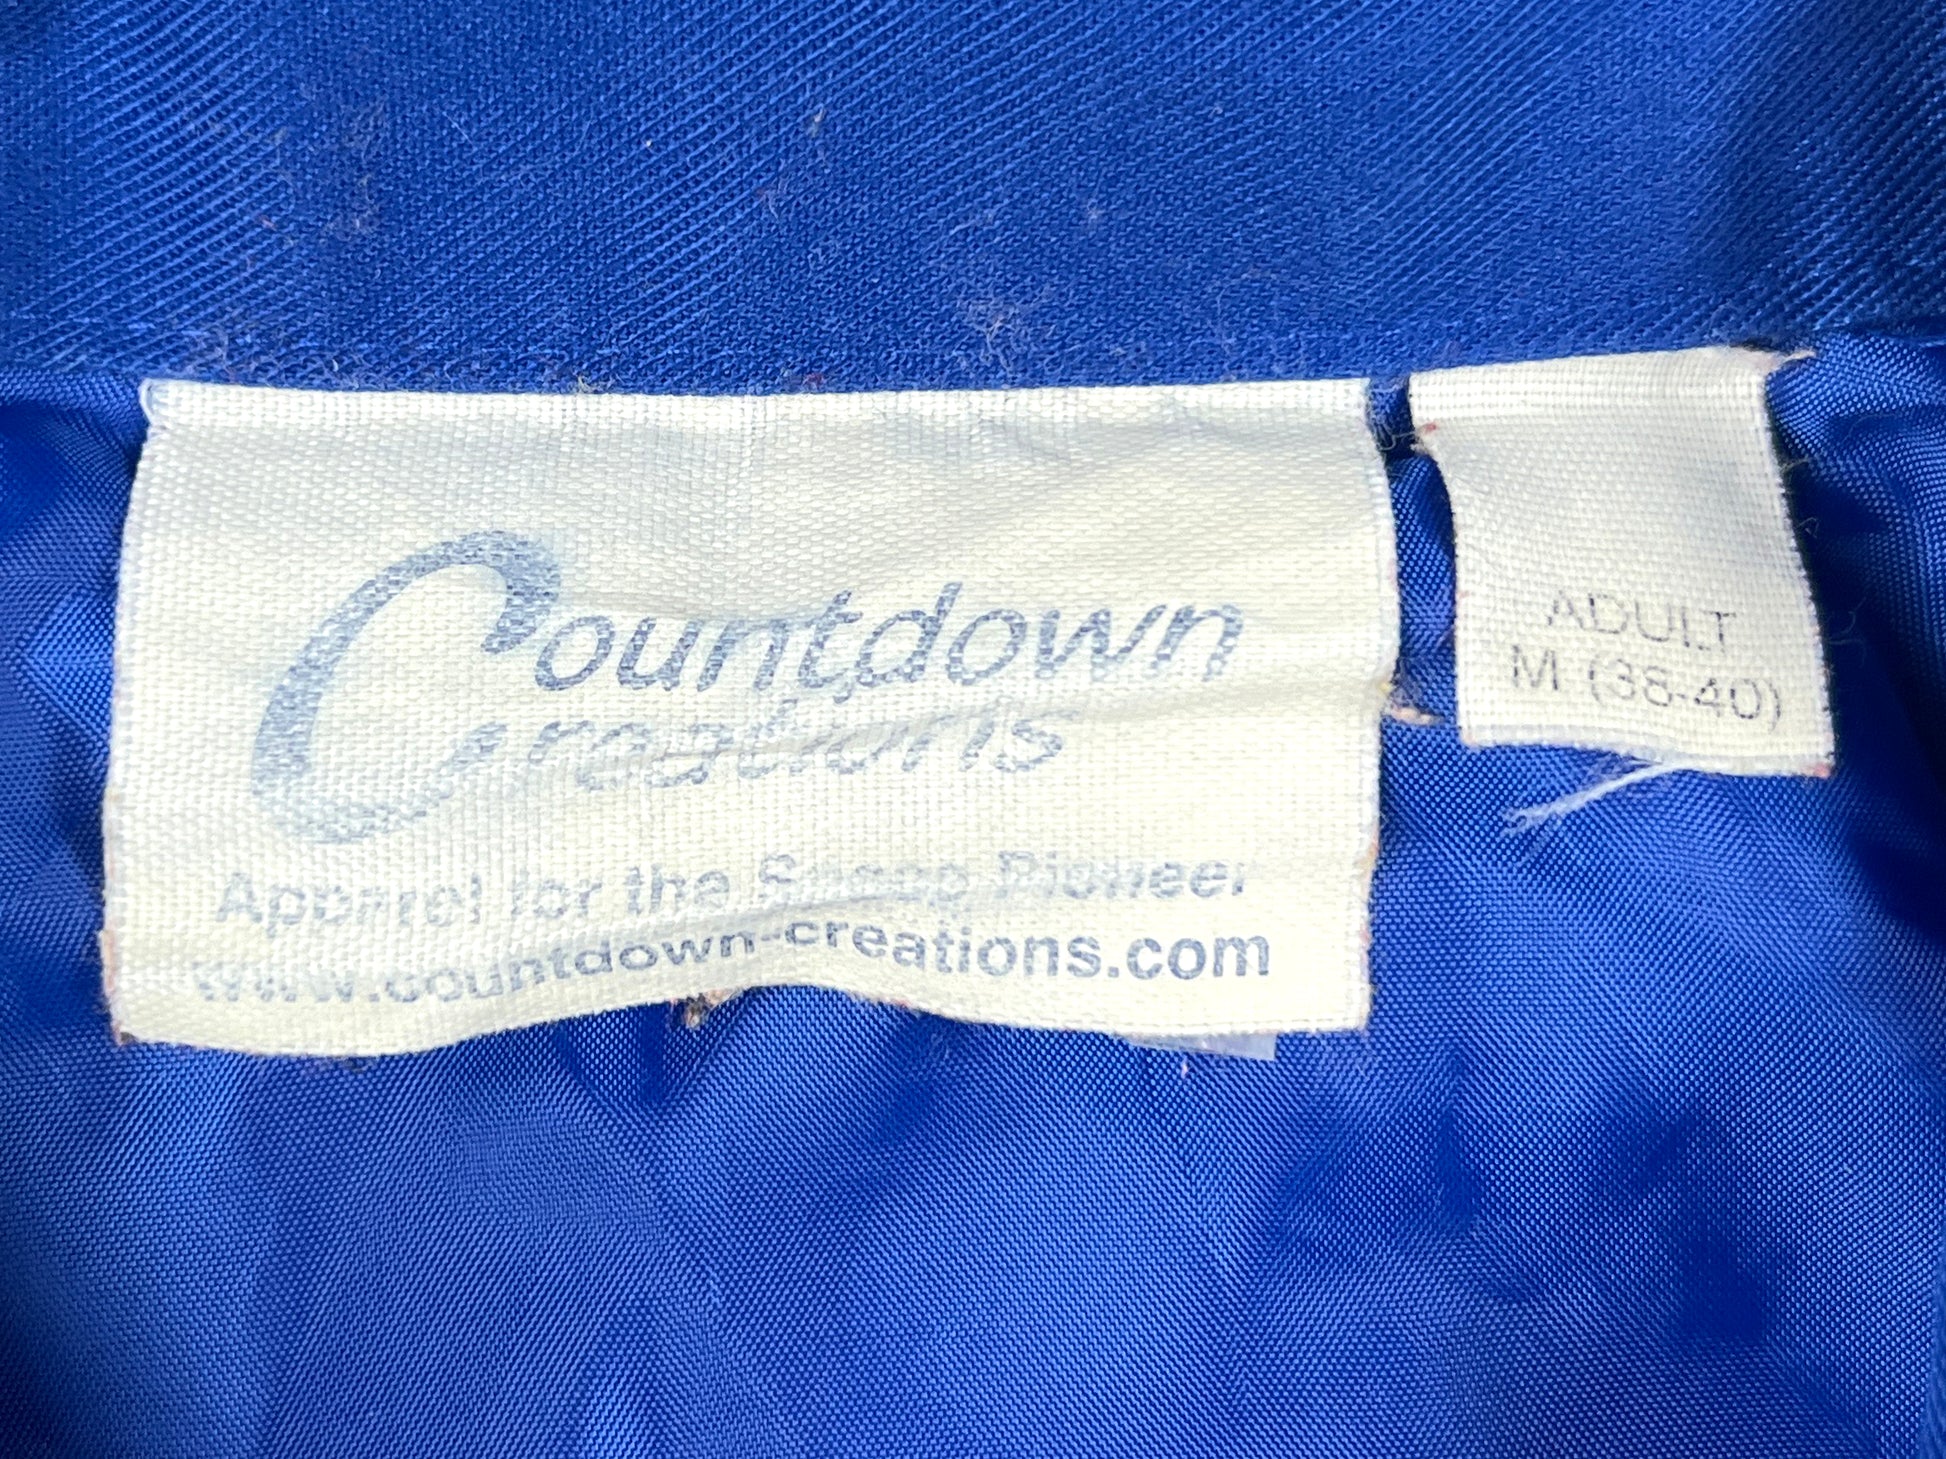 Countdown
Creations
Apparel for the Space Pioneer
www.countdown-creations.com
ADULT
M (38-40)